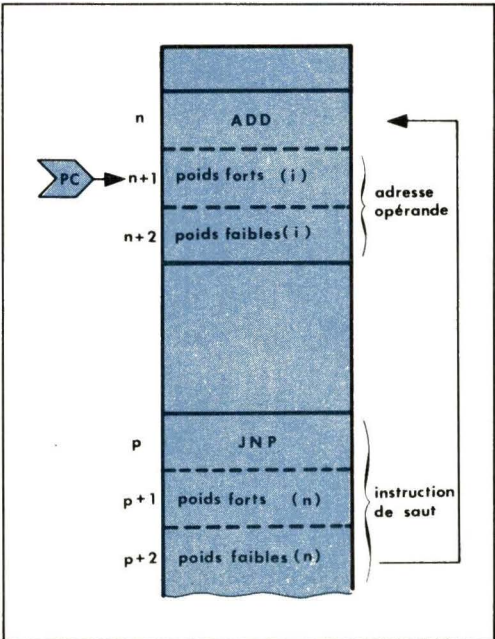 n ADD
PC n+1 poids forts (i)
adresse
opérande
n+2 poids faibles(i)
p JNP
p+1 poids forts (n)
instruction
de saut
p+2 poids faibles(n)